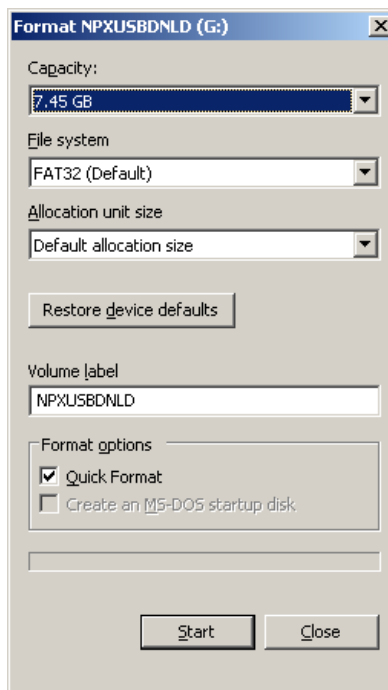 Format NPXUSBDNLD (G:)
Capacity:
7.45 GB
File system
FAT32 (Default)
Allocation unit size
Default allocation size
Restore device defaults
Volume label
NPXUSBDNLD
Format options
Quick Format
Create an MS-DOS startup disk
Start Close